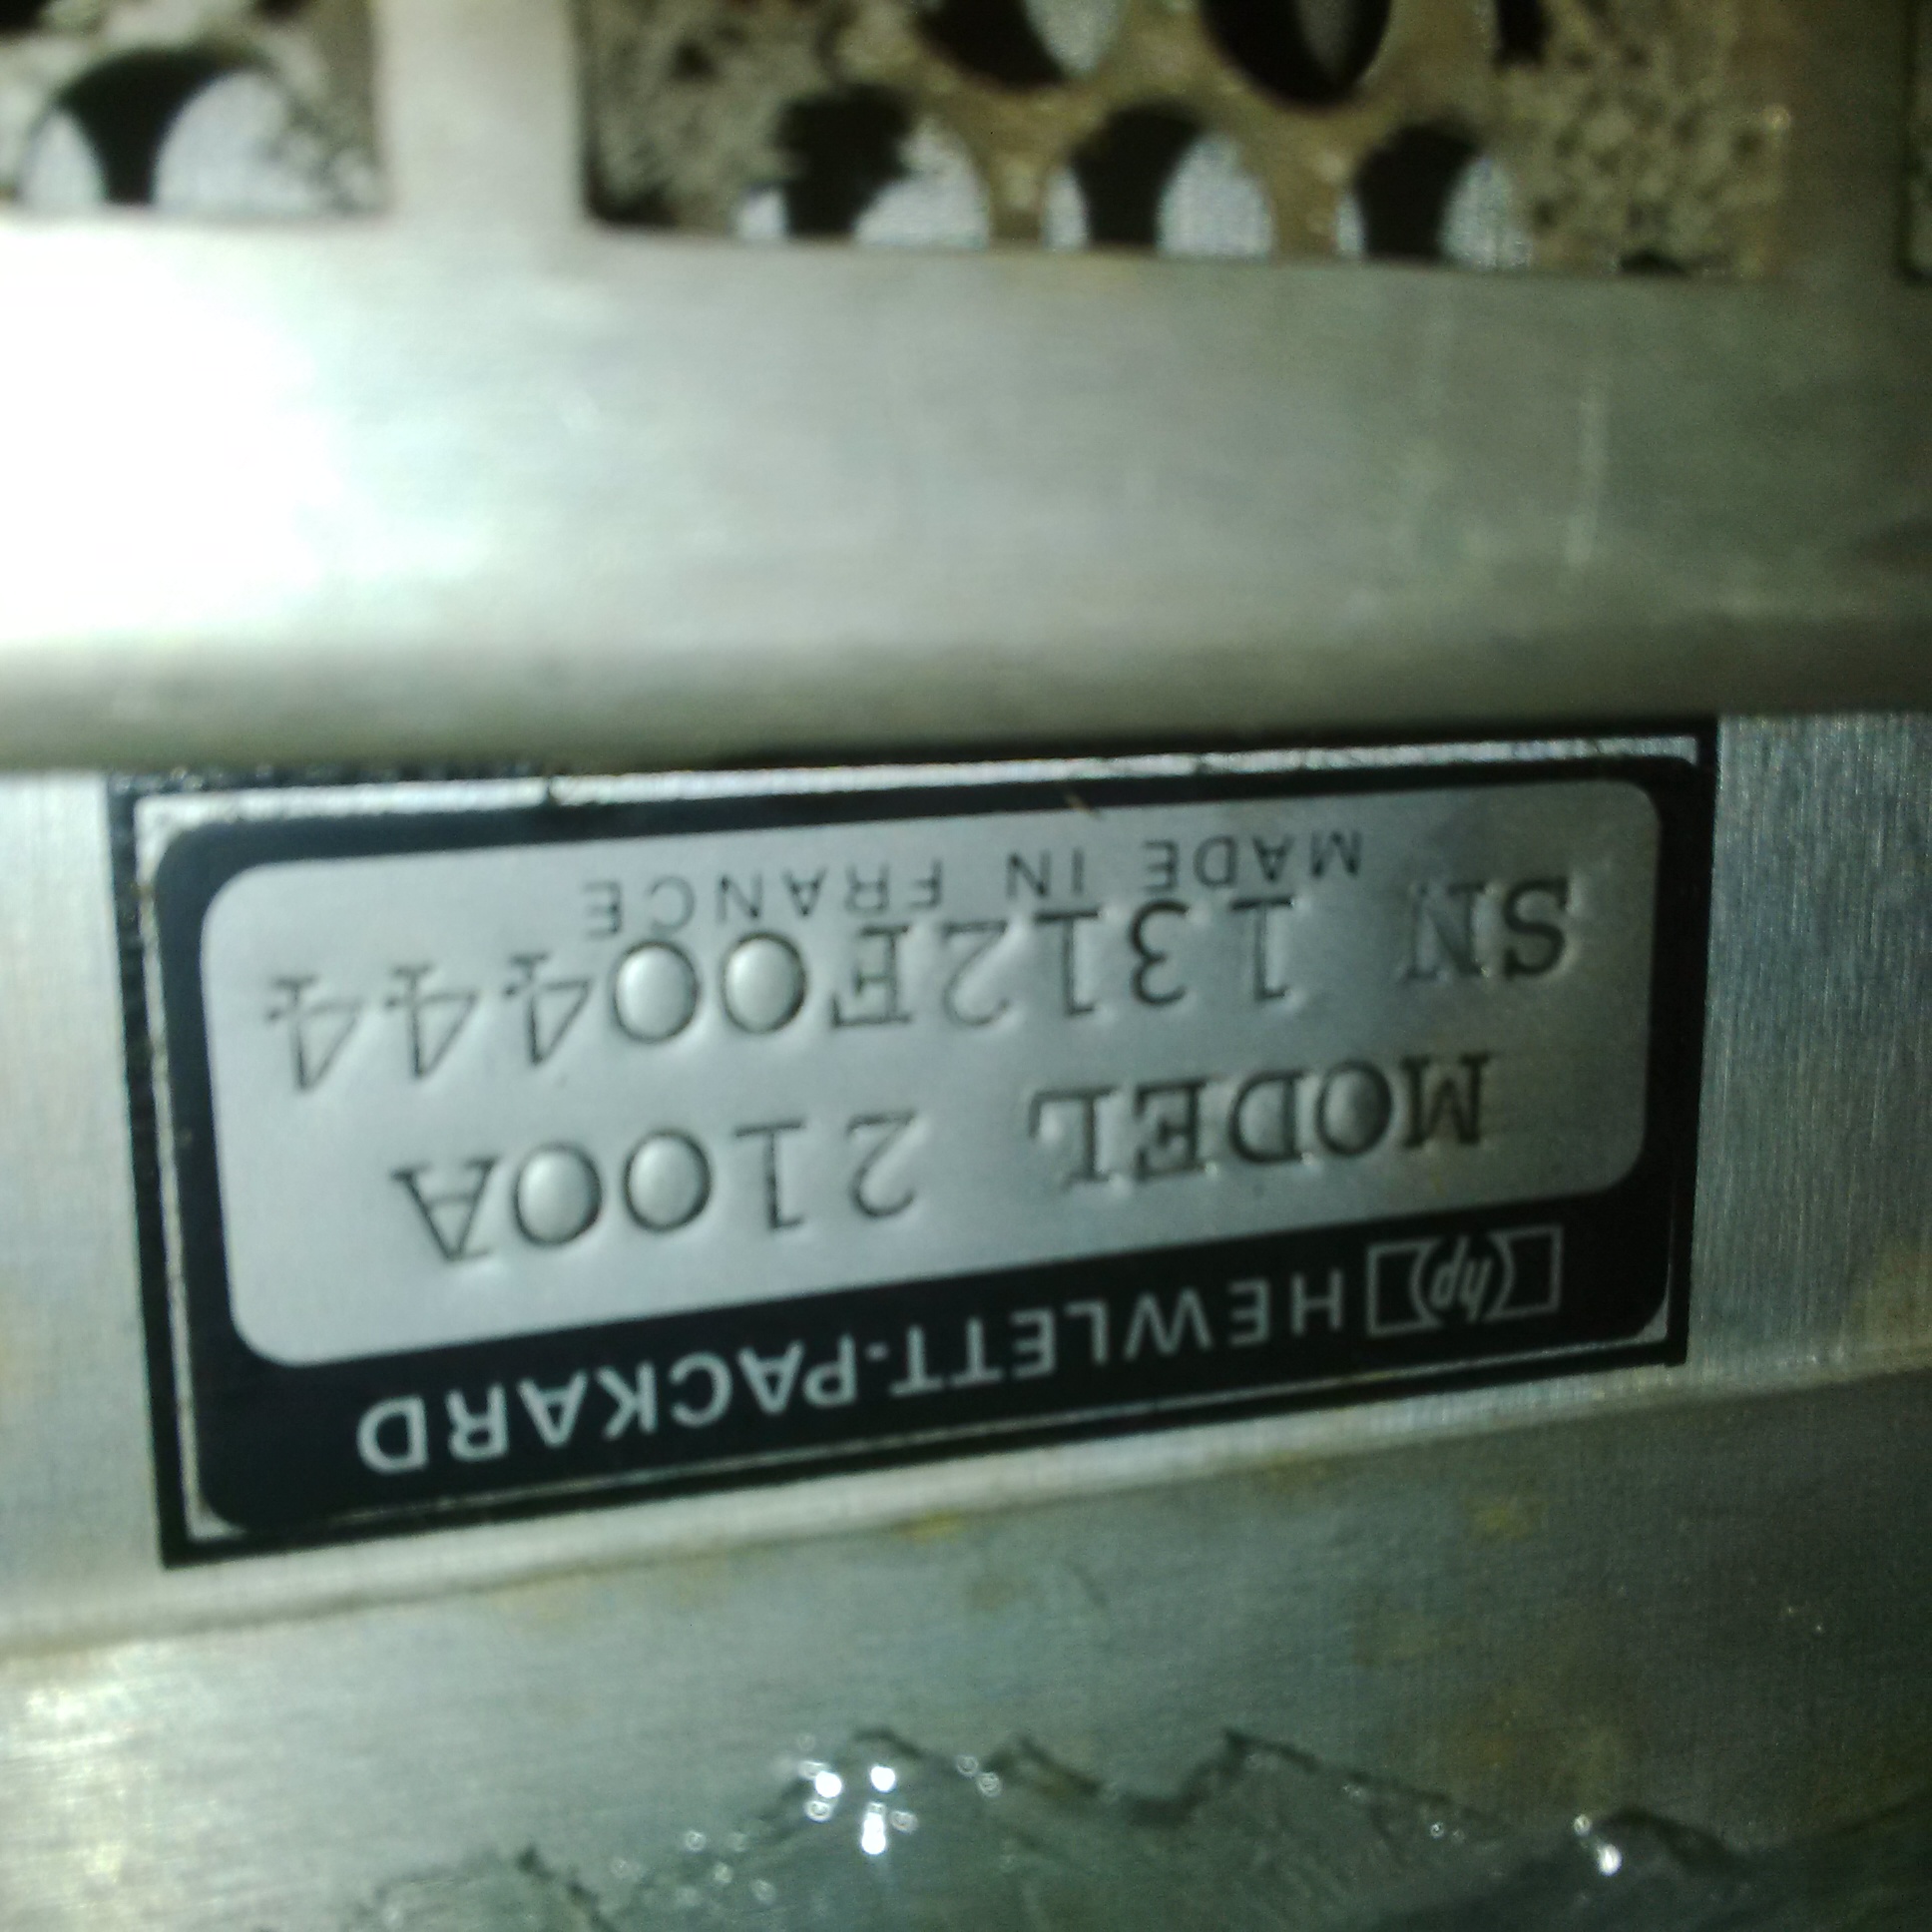 hp HEWLETT-PACKARD
MODEL 2100A
SN 1312F00444
MADE IN FRANCE